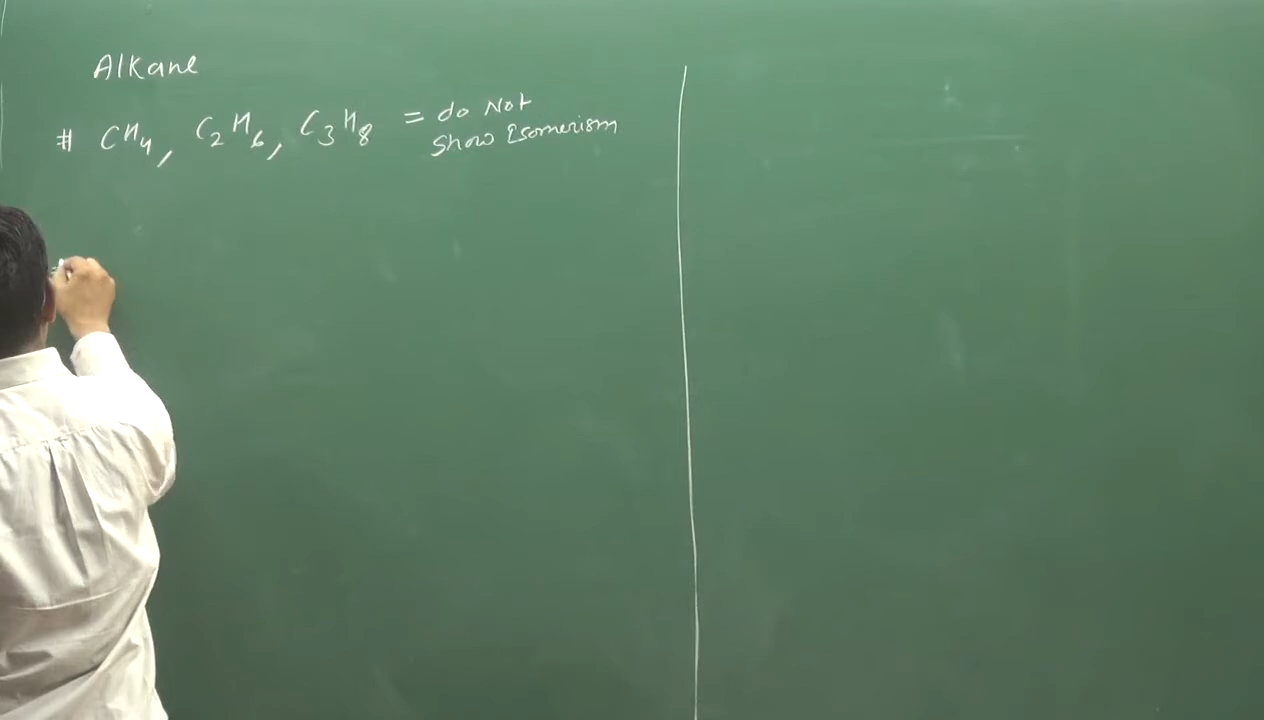 Alkane
# CH4, C2H6, C3H8 = do Not
show Isomerism